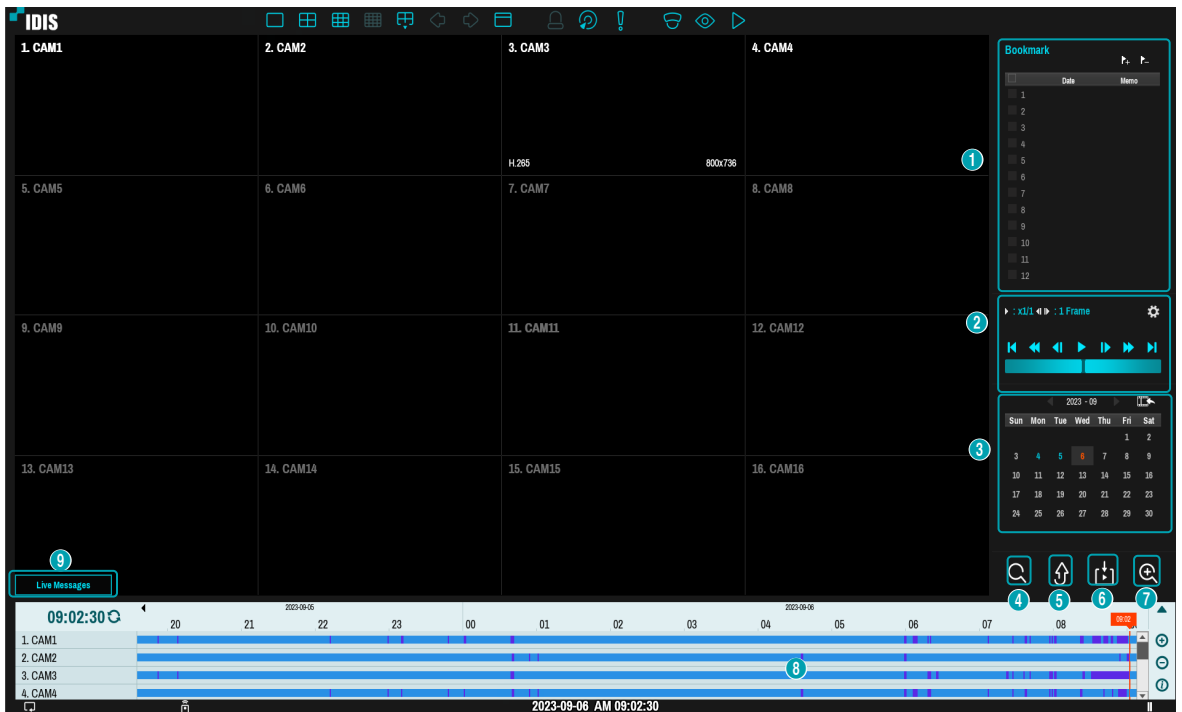 IDIS
1. CAM1 2. CAM2 3. CAM3 4. CAM4
H.265 800x736
5. CAM5 6. CAM6 7. CAM7 8. CAM8
9. CAM9 10. CAM10 11. CAM11 12. CAM12
13. CAM13 14. CAM14 15. CAM15 16. CAM16
Bookmark
Date Memo
1
2
3
4
5
6
7
8
9
10
11
12
1
: x1/1 : 1 Frame
2
2023 - 09
Sun Mon Tue Wed Thu Fri Sat
1 2
3 4 5 6 7 8 9
10 11 12 13 14 15 16
17 18 19 20 21 22 23
24 25 26 27 28 29 30
3
4 5 6 7
9
Live Messages
09:02:30
2023-09-05 2023-09-06
20 21 22 23 00 01 02 03 04 05 06 07 08
09:02
1. CAM1
2. CAM2
3. CAM3
4. CAM4
8
2023-09-06 AM 09:02:30